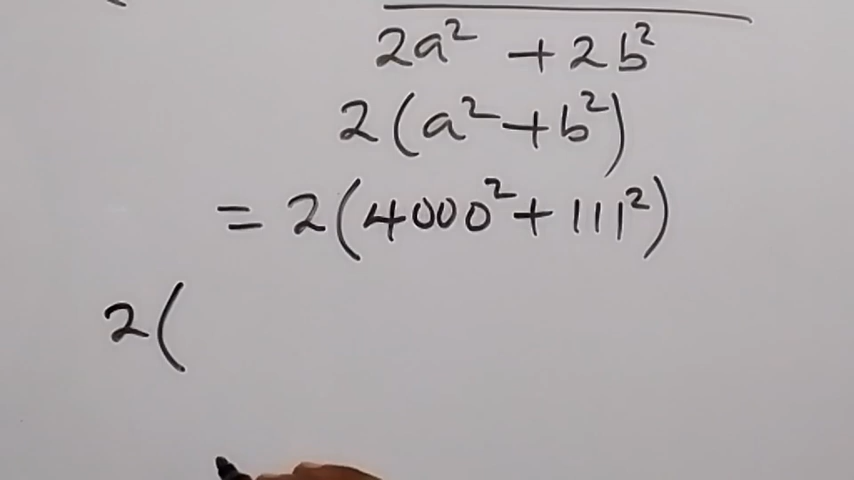 2a² + 2b²
2(a² + b²)
= 2(4000² + 111²)
2(